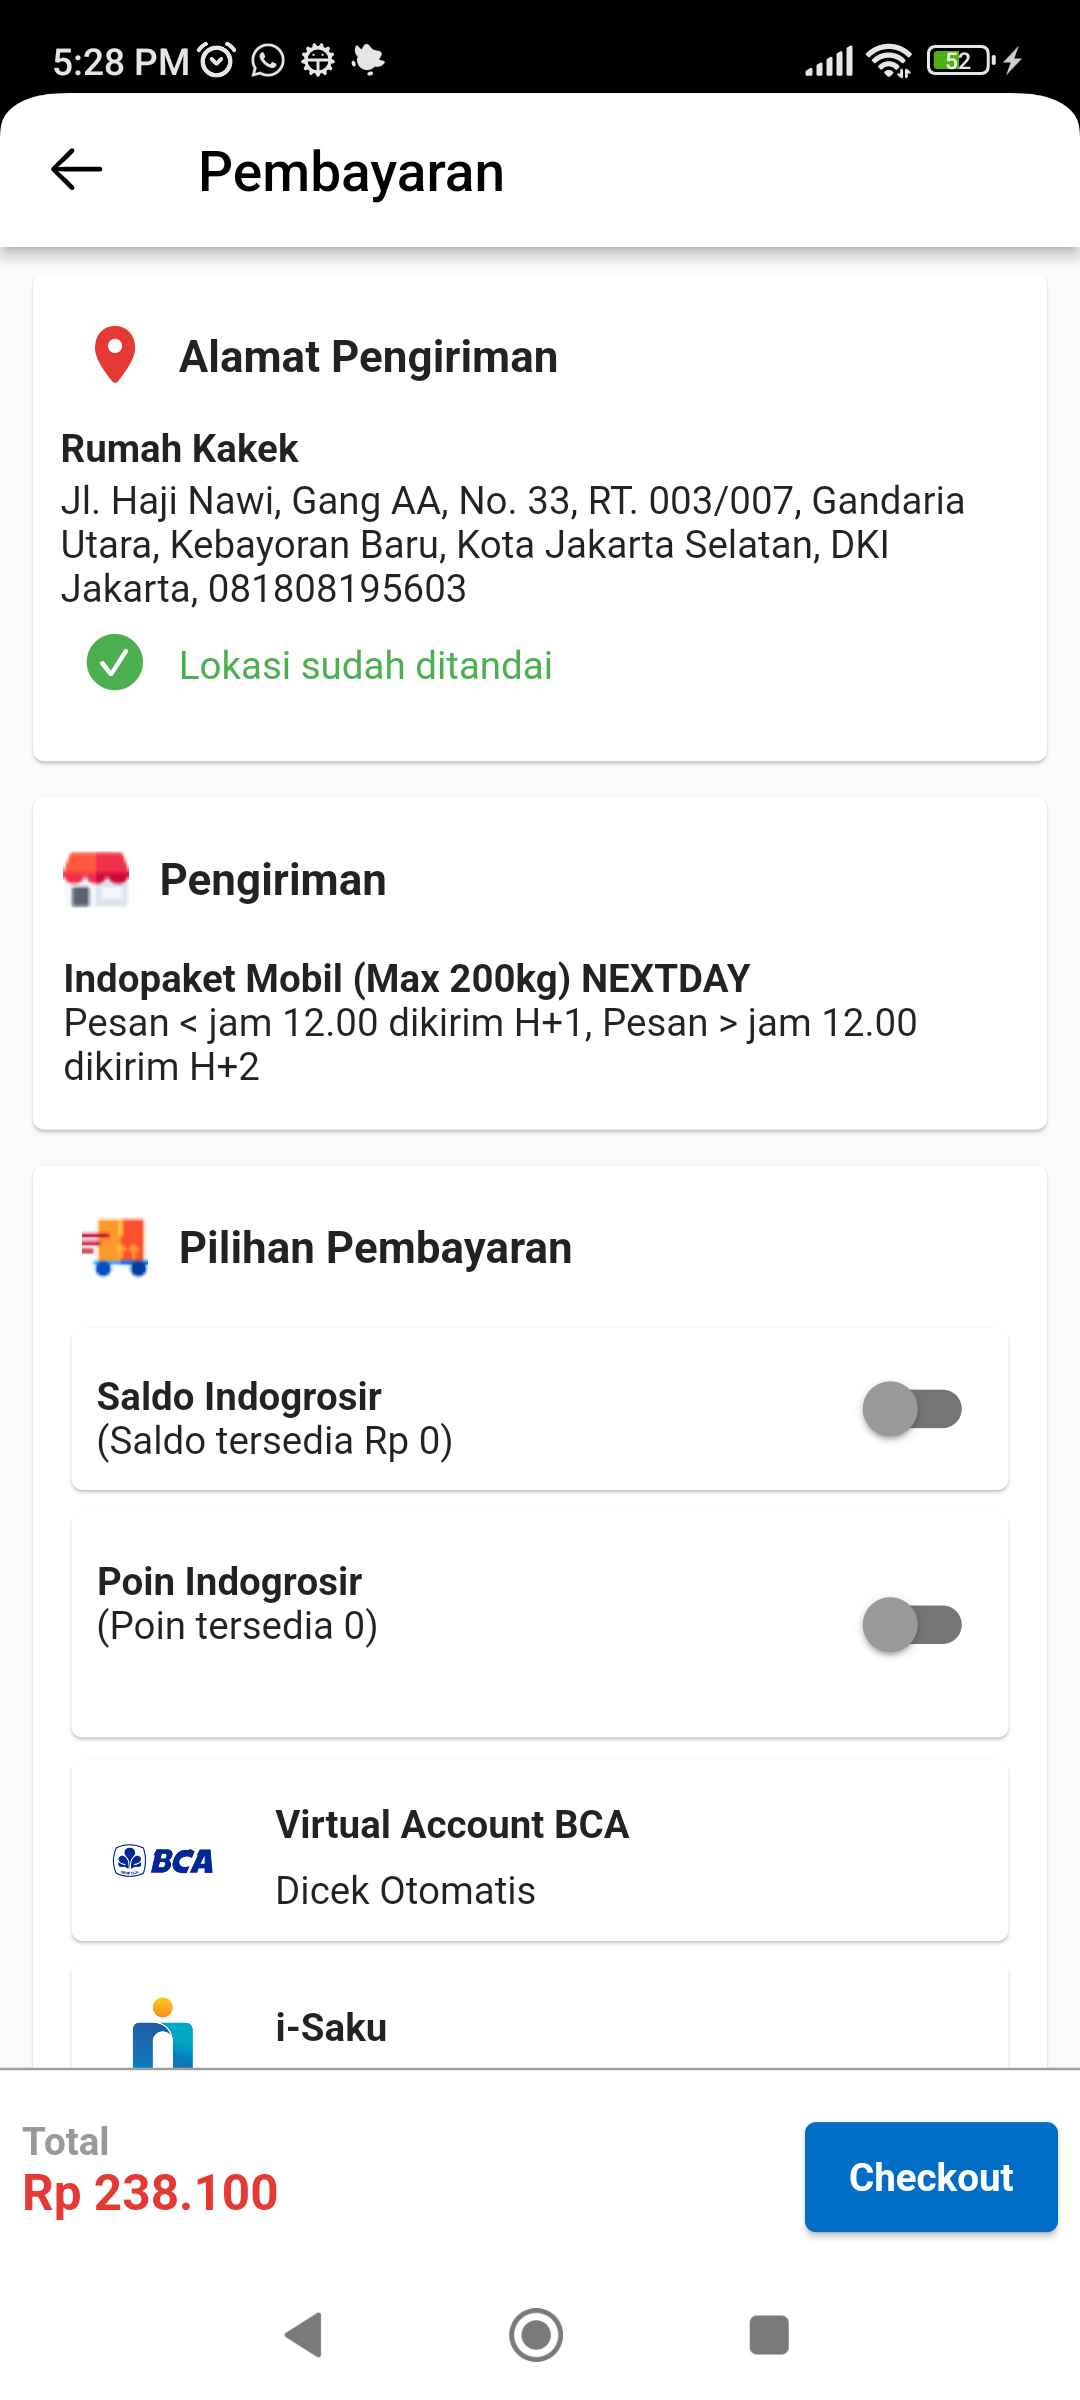 5:28 PM
52
Pembayaran
Alamat Pengiriman
Rumah Kakek
Jl. Haji Nawi, Gang AA, No. 33, RT. 003/007, Gandaria
Utara, Kebayoran Baru, Kota Jakarta Selatan, DKI
Jakarta, 081808195603
Lokasi sudah ditandai
Pengiriman
Indopaket Mobil (Max 200kg) NEXTDAY
Pesan < jam 12.00 dikirim H+1, Pesan > jam 12.00
dikirim H+2
Pilihan Pembayaran
Saldo Indogrosir
(Saldo tersedia Rp 0)
Poin Indogrosir
(Poin tersedia 0)
Virtual Account BCA
BCA
Dicek Otomatis
i-Saku
Total
Rp 238.100
Checkout